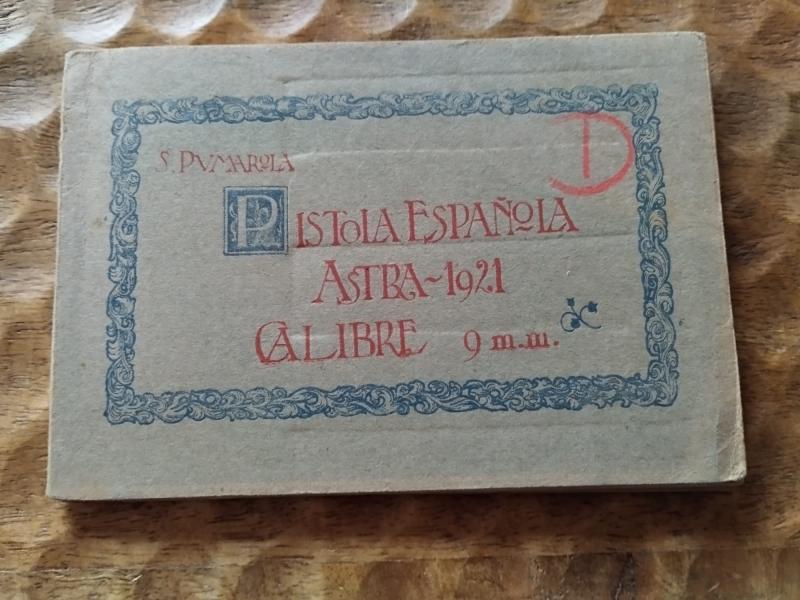 S. PVMAROLA
D
PISTOLA ESPAÑOLA
ASTRA~1921
CALIBRE 9 m.m.